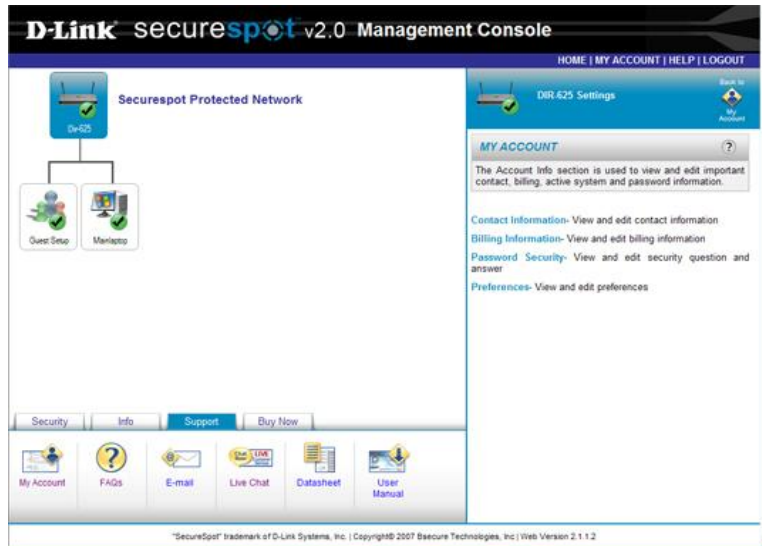 D-Link securespot v2.0 Management Console
HOME | MY ACCOUNT | HELP | LOGOUT
Dir-625
Securespot Protected Network
Guest Setup
Mainlaptop
DIR-625 Settings
Back to
My
Account
MY ACCOUNT
?
The Account Info section is used to view and edit important
contact, billing, active system and password information.
Contact Information- View and edit contact information
Billing Information- View and edit billing information
Password Security- View and edit security question and
answer
Preferences- View and edit preferences
Security
Info
Support
Buy Now
My Account
FAQs
E-mail
Live Chat
Datasheet
User
Manual
"SecureSpot" trademark of D-Link Systems, Inc. | Copyright© 2007 Bsecure Technologies, Inc | Web Version 2.1.1.2